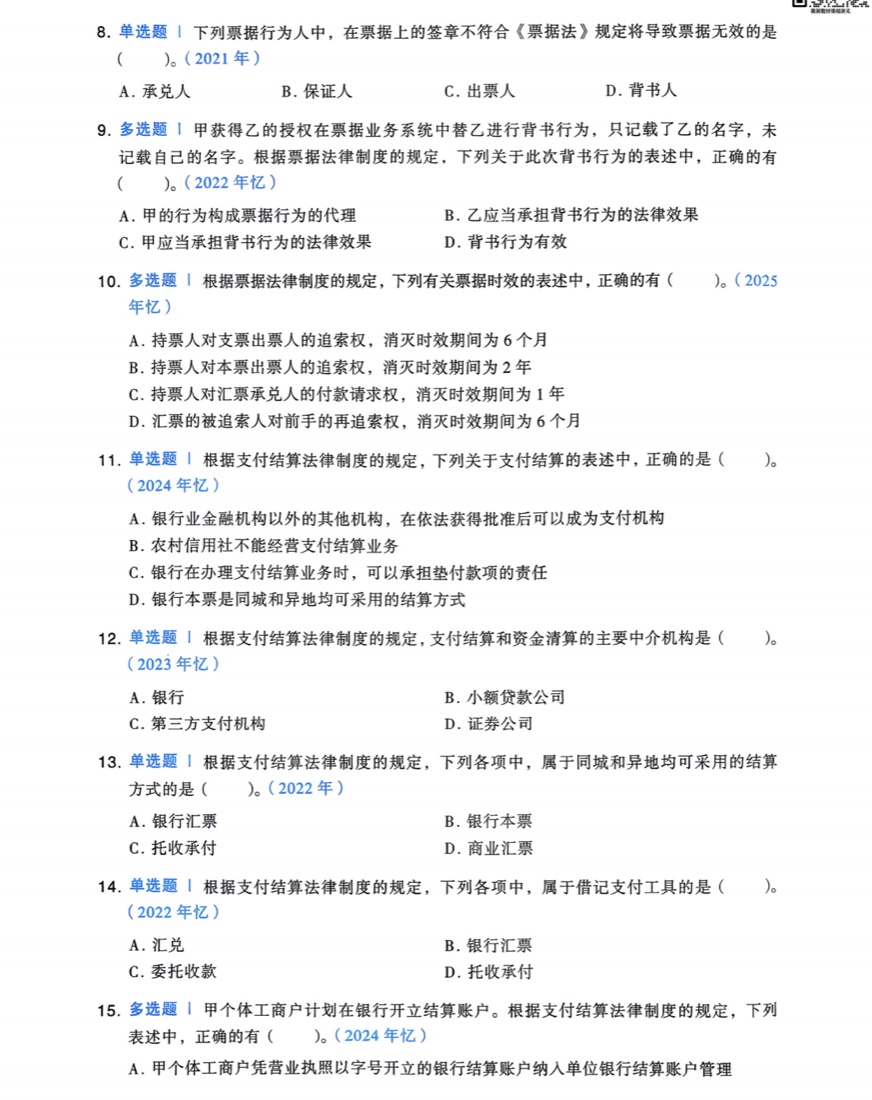 8. 单选题 | 下列票据行为人中，在票据上的签章不符合《票据法》规定将导致票据无效的是
（　　）。（2021 年）
A. 承兑人　B. 保证人　C. 出票人　D. 背书人
9. 多选题 | 甲获得乙的授权在票据业务系统中替乙进行背书行为，只记载了乙的名字，未
记载自己的名字。根据票据法律制度的规定，下列关于此次背书行为的表述中，正确的有
（　　）。（2022 年忆）
A. 甲的行为构成票据行为的代理　B. 乙应当承担背书行为的法律效果
C. 甲应当承担背书行为的法律效果　D. 背书行为有效
10. 多选题 | 根据票据法律制度的规定，下列有关票据时效的表述中，正确的有（　　）。（2025
年忆）
A. 持票人对支票出票人的追索权，消灭时效期间为 6 个月
B. 持票人对本票出票人的追索权，消灭时效期间为 2 年
C. 持票人对汇票承兑人的付款请求权，消灭时效期间为 1 年
D. 汇票的被追索人对前手的再追索权，消灭时效期间为 6 个月
11. 单选题 | 根据支付结算法律制度的规定，下列关于支付结算的表述中，正确的是（　　）。
（2024 年忆）
A. 银行业金融机构以外的其他机构，在依法获得批准后可以成为支付机构
B. 农村信用社不能经营支付结算业务
C. 银行在办理支付结算业务时，可以承担垫付款项的责任
D. 银行本票是同城和异地均可采用的结算方式
12. 单选题 | 根据支付结算法律制度的规定，支付结算和资金清算的主要中介机构是（　　）。
（2023 年忆）
A. 银行　B. 小额贷款公司
C. 第三方支付机构　D. 证券公司
13. 单选题 | 根据支付结算法律制度的规定，下列各项中，属于同城和异地均可采用的结算
方式的是（　　）。（2022 年）
A. 银行汇票　B. 银行本票
C. 托收承付　D. 商业汇票
14. 单选题 | 根据支付结算法律制度的规定，下列各项中，属于借记支付工具的是（　　）。
（2022 年忆）
A. 汇兑　B. 银行汇票
C. 委托收款　D. 托收承付
15. 多选题 | 甲个体工商户计划在银行开立结算账户。根据支付结算法律制度的规定，下列
表述中，正确的有（　　）。（2024 年忆）
A. 甲个体工商户凭营业执照以字号开立的银行结算账户纳入单位银行结算账户管理